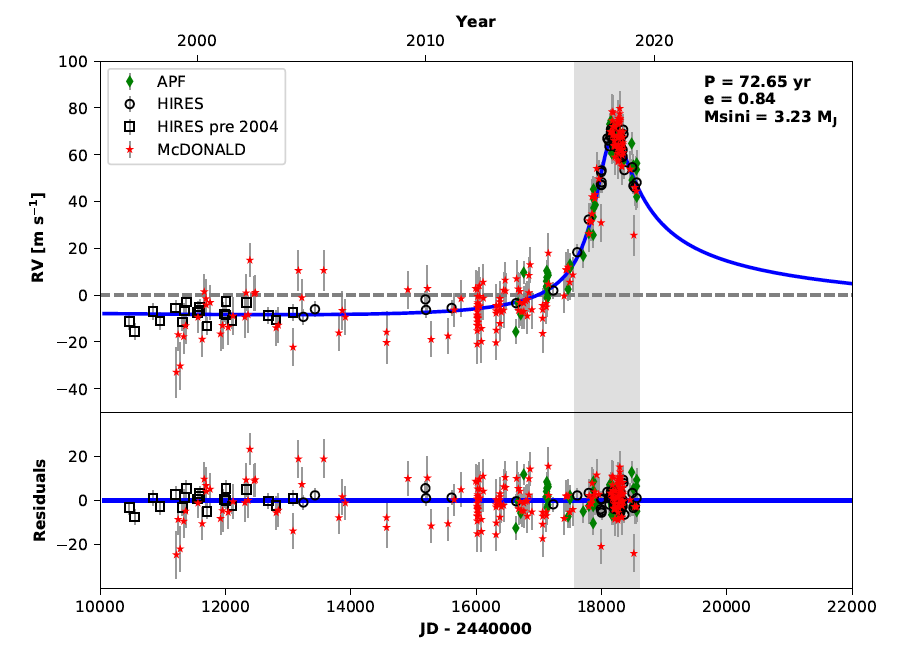 Year
2000 2010 2020
100
80
60
40
20
0
−20
−40
RV [m s⁻¹]
APF
HIRES
HIRES pre 2004
McDONALD
P = 72.65 yr
e = 0.84
Msini = 3.23 M_J
20
0
−20
Residuals
10000 12000 14000 16000 18000 20000 22000
JD - 2440000